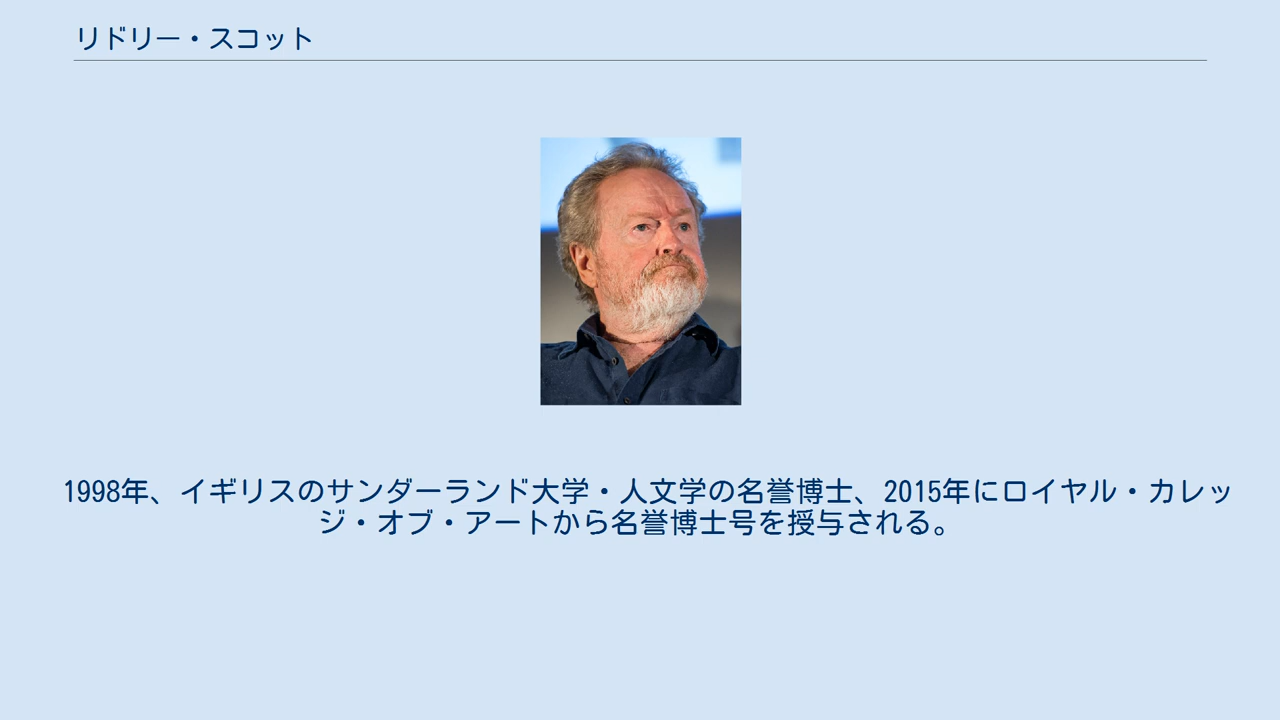 リドリー・スコット
1998年、イギリスのサンダーランド大学・人文学の名誉博士、2015年にロイヤル・カレッ
ジ・オブ・アートから名誉博士号を授与される。